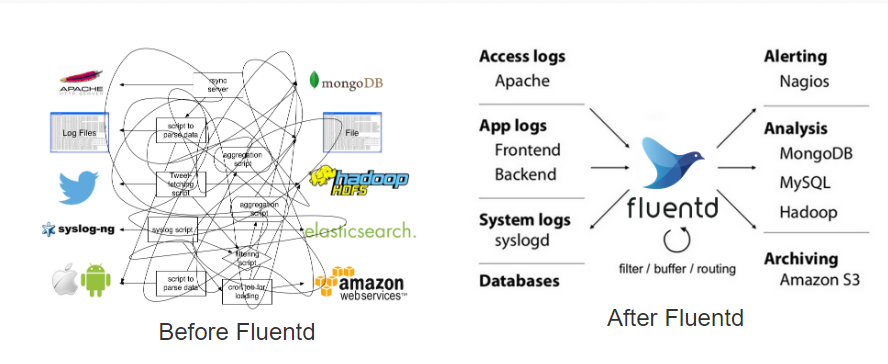 APACHE
HTTP SERVER
rsync
server
mongoDB
Log Files
script to
parse data
File
aggregation
script
Tweet-
fetching
script
hadoop
HDFS
aggregation
script
syslog-ng
syslog script
elasticsearch.
filtering
script
script to
parse data
cron job for
loading
amazon
webservices™
Before Fluentd
Access logs
Apache
App logs
Frontend
Backend
System logs
syslogd
Databases
fluentd
filter / buffer / routing
Alerting
Nagios
Analysis
MongoDB
MySQL
Hadoop
Archiving
Amazon S3
After Fluentd